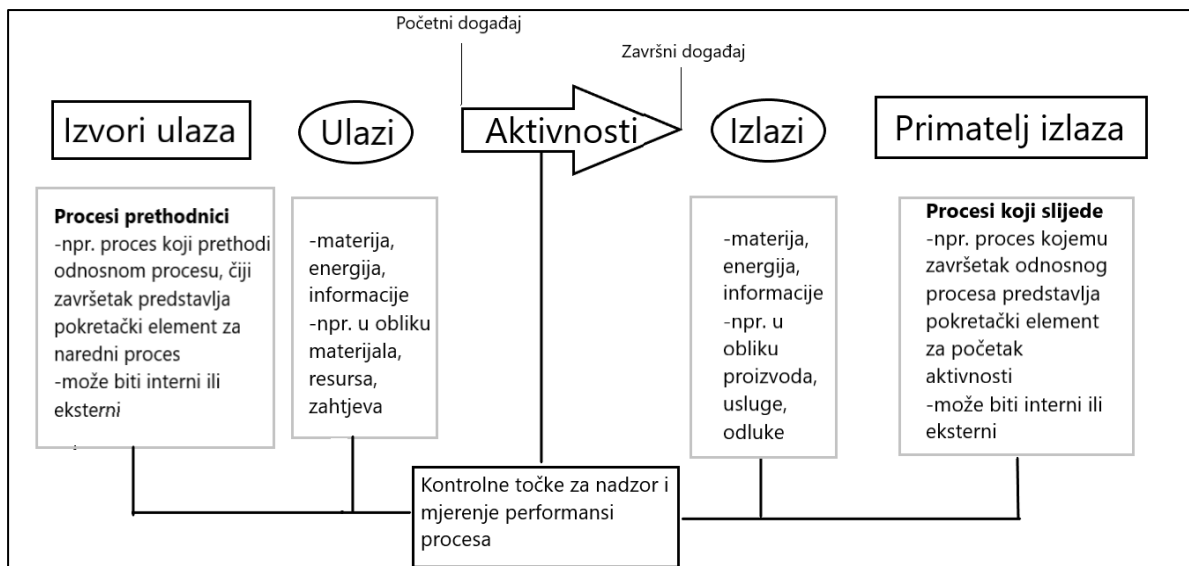 Početni događaj
Završni događaj
Izvori ulaza
Ulazi
Aktivnosti
Izlazi
Primatelj izlaza
Procesi prethodnici
-npr. proces koji prethodi
odnosnom procesu, čiji
završetak predstavlja
pokretački element za
naredni proces
-može biti interni ili
eksterni
-materija,
energija,
informacije
-npr. u obliku
materijala,
resursa,
zahtjeva
-materija,
energija,
informacije
-npr. u
obliku
proizvoda,
usluge,
odluke
Procesi koji slijede
-npr. proces kojemu
završetak odnosnog
procesa predstavlja
pokretački element
za početak
aktivnosti
-može biti interni ili
eksterni
Kontrolne točke za nadzor i
mjerenje performansi
procesa